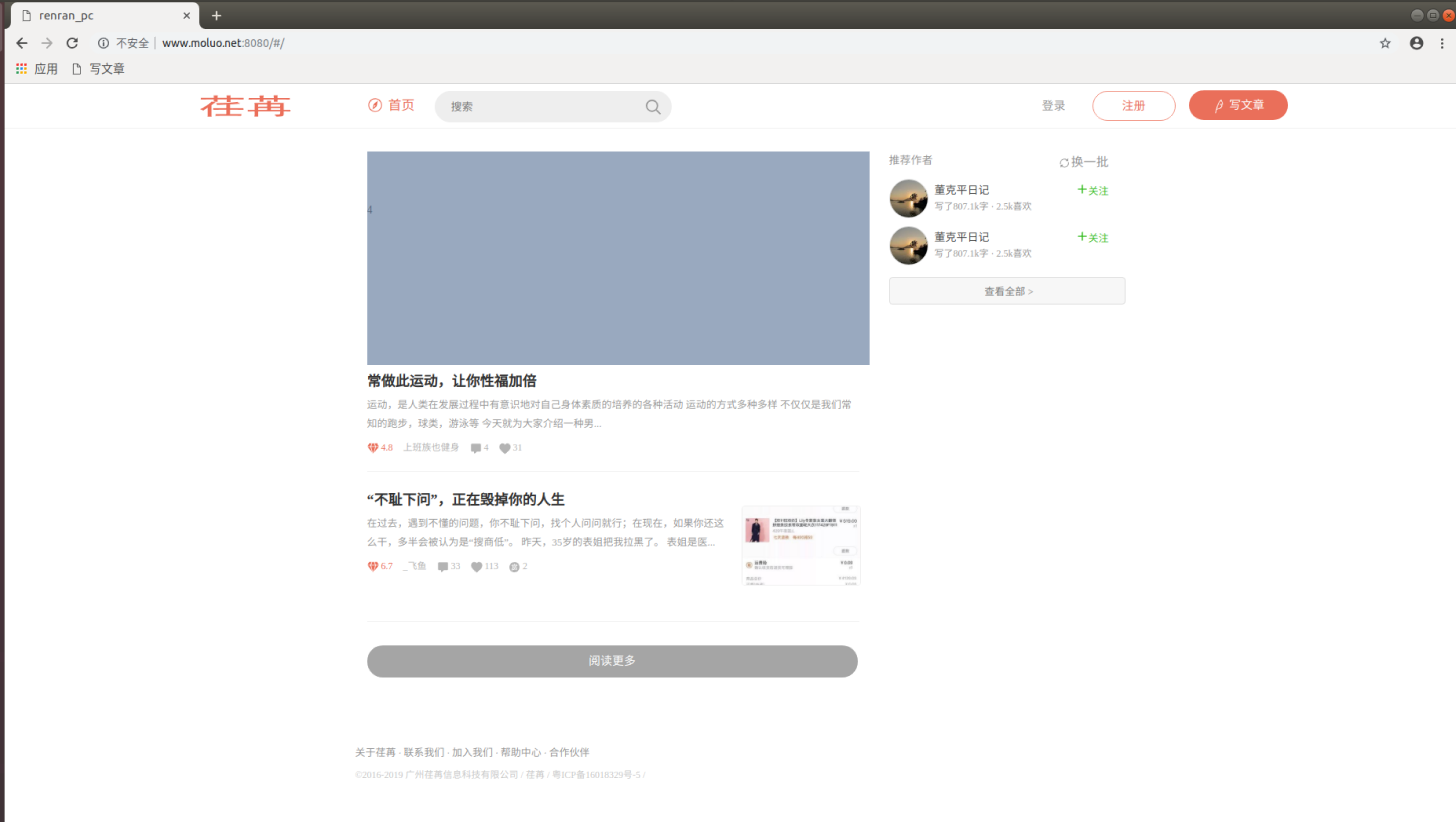 renran_pc
不安全 | www.moluo.net:8080/#/
应用 写文章
荏苒 首页 搜索 登录 注册 写文章
4
推荐作者 换一批
董克平日记 +关注
写了807.1k字 · 2.5k喜欢
董克平日记 +关注
写了807.1k字 · 2.5k喜欢
查看全部 >
常做此运动，让你性福加倍
运动，是人类在发展过程中有意识地对自己身体素质的培养的各种活动 运动的方式多种多样 不仅仅是我们常
知的跑步，球类，游泳等 今天就为大家介绍一种男...
4.8 上班族也健身 4 31
“不耻下问”，正在毁掉你的人生
在过去，遇到不懂的问题，你不耻下问，找个人问问就行；在现在，如果你还这
么干，多半会被认为是“搜商低”。 昨天，35岁的表姐把我拉黑了。 表姐是医...
6.7 _飞鱼 33 113 2
阅读更多
关于荏苒 · 联系我们 · 加入我们 · 帮助中心 · 合作伙伴
©2016-2019 广州荏苒信息科技有限公司 / 荏苒 / 粤ICP备16018329号-5 /